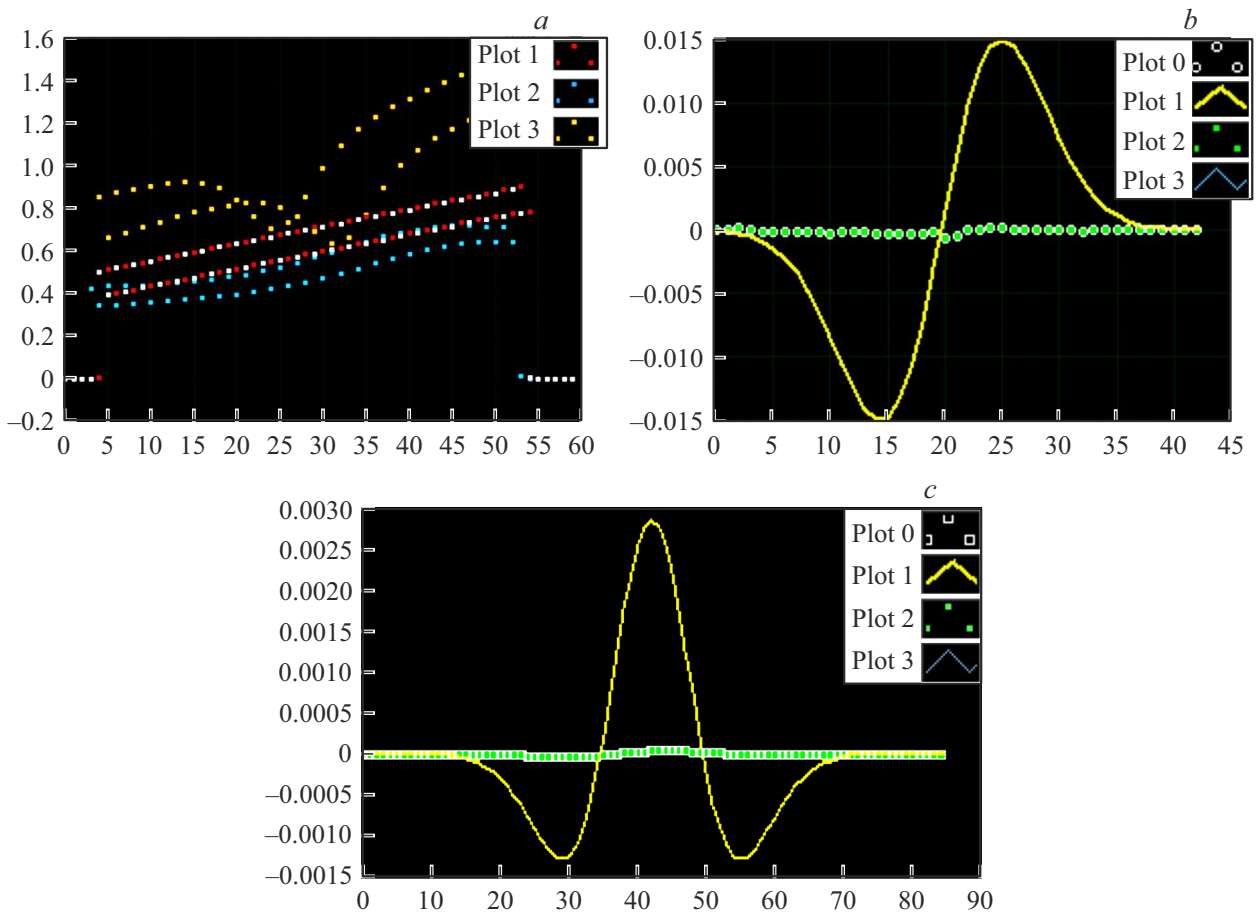 a
1.6
1.4
1.2
1.0
0.8
0.6
0.4
0.2
0
–0.2
0 5 10 15 20 25 30 35 40 45 50 55 60
Plot 1
Plot 2
Plot 3
b
0.015
0.010
0.005
0
–0.005
–0.010
–0.015
0 5 10 15 20 25 30 35 40 45
Plot 0
Plot 1
Plot 2
Plot 3
c
0.0030
0.0025
0.0020
0.0015
0.0010
0.0005
0
–0.0005
–0.0010
–0.0015
0 10 20 30 40 50 60 70 80 90
Plot 0
Plot 1
Plot 2
Plot 3